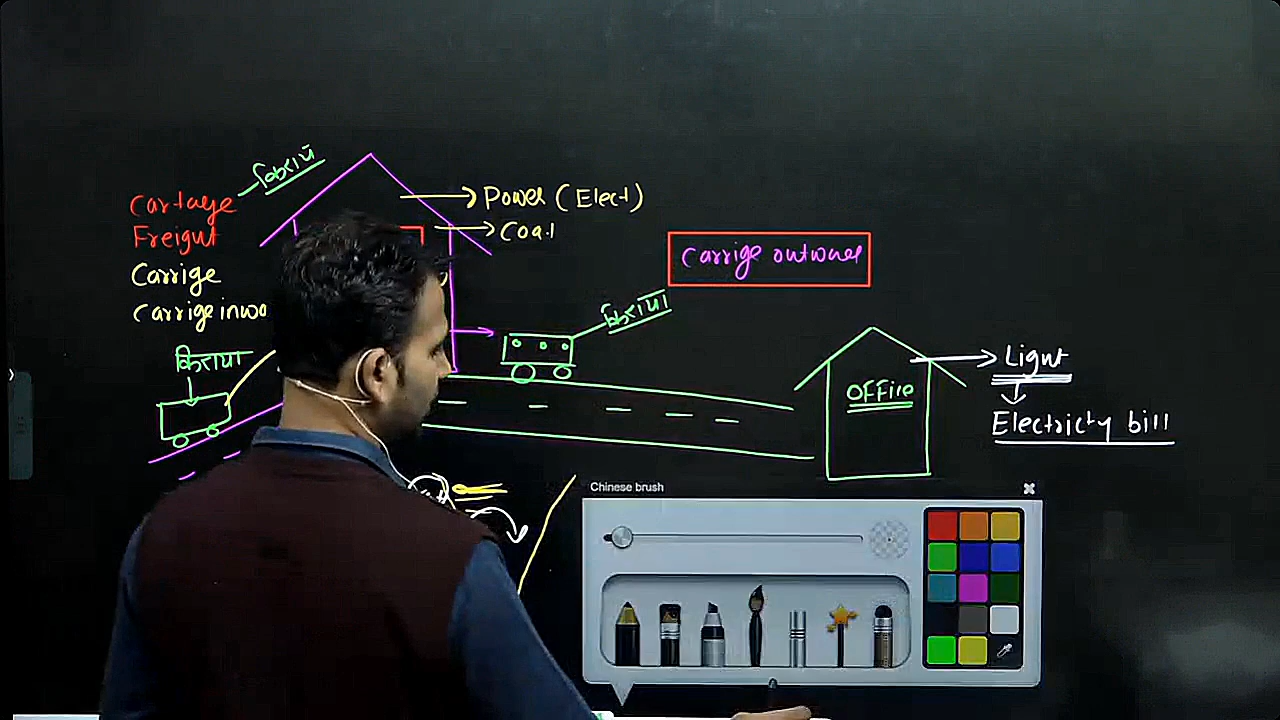 किराया
Cartage
Freight
Carrige
Carrige inwa
किराया
Power (Elect)
Coal
Carrige outward
किराया
OFFice
Light
Electricty bill
Chinese brush